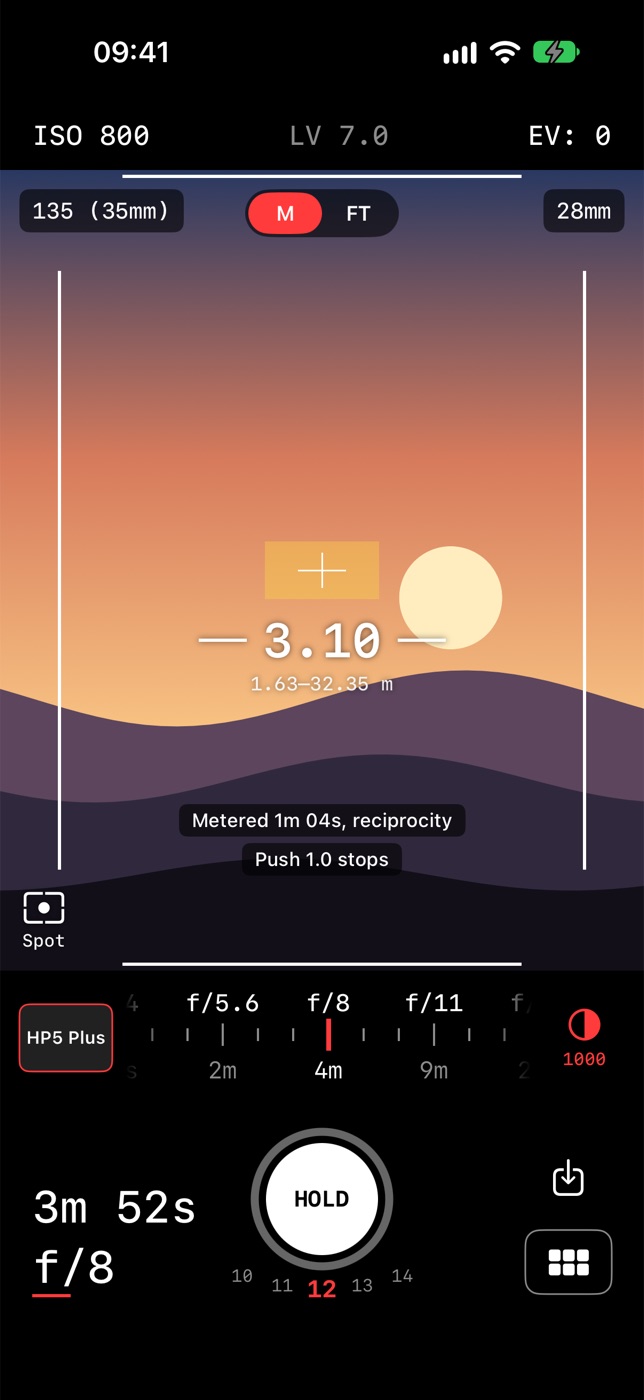 09:41
ISO 800 LV 7.0 EV: 0
135 (35mm) M FT 28mm
3.10
1.63—32.35 m
Metered 1m 04s, reciprocity
Push 1.0 stops
Spot
4 f/5.6 f/8 f/11 f/
HP5 Plus
s 2m 4m 9m 2
1000
HOLD
3m 52s
f/8
10 11 12 13 14